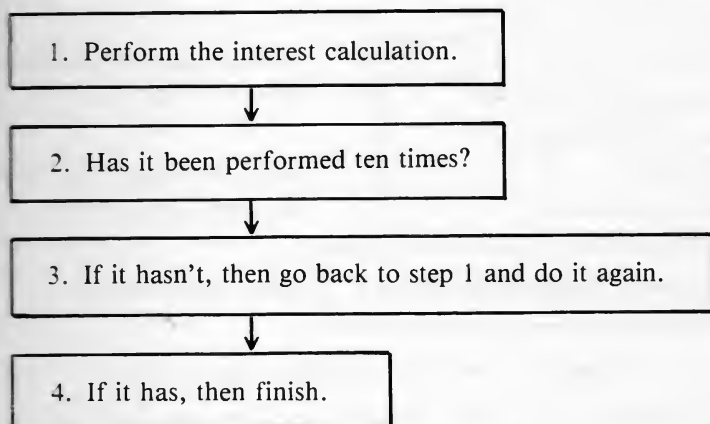 1. Perform the interest calculation.
2. Has it been performed ten times?
3. If it hasn't, then go back to step 1 and do it again.
4. If it has, then finish.